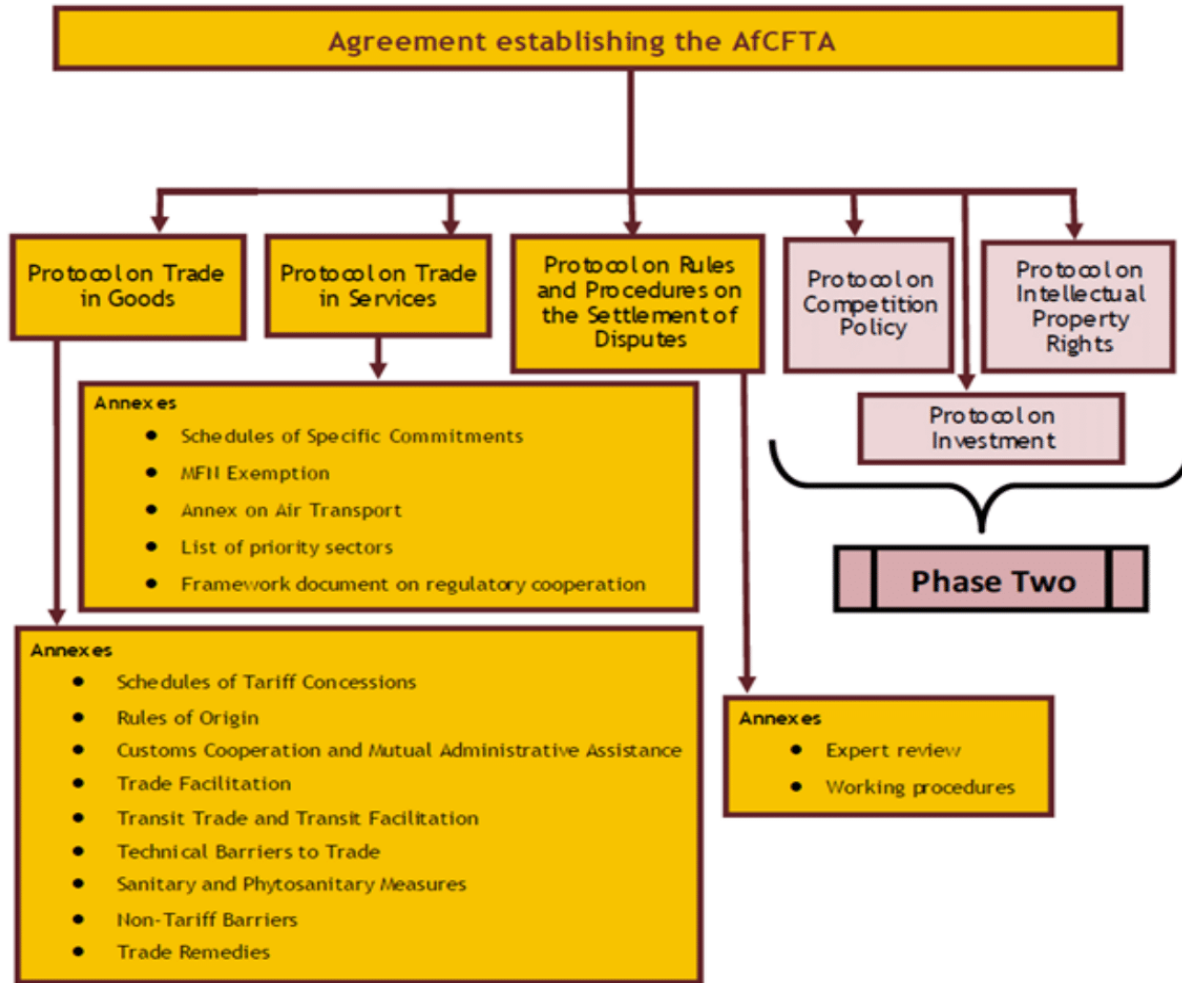 Agreement establishing the AfCFTA
Protocol on Trade
in Goods
Protocol on Trade
in Services
Protocol on Rules
and Procedures on
the Settlement of
Disputes
Protocol on
Competition
Policy
Protocol on
Intellectual
Property
Rights
Protocol on
Investment
Phase Two
Annexes
● Schedules of Specific Commitments
● MFN Exemption
● Annex on Air Transport
● List of priority sectors
● Framework document on regulatory cooperation
Annexes
● Schedules of Tariff Concessions
● Rules of Origin
● Customs Cooperation and Mutual Administrative Assistance
● Trade Facilitation
● Transit Trade and Transit Facilitation
● Technical Barriers to Trade
● Sanitary and Phytosanitary Measures
● Non-Tariff Barriers
● Trade Remedies
Annexes
● Expert review
● Working procedures